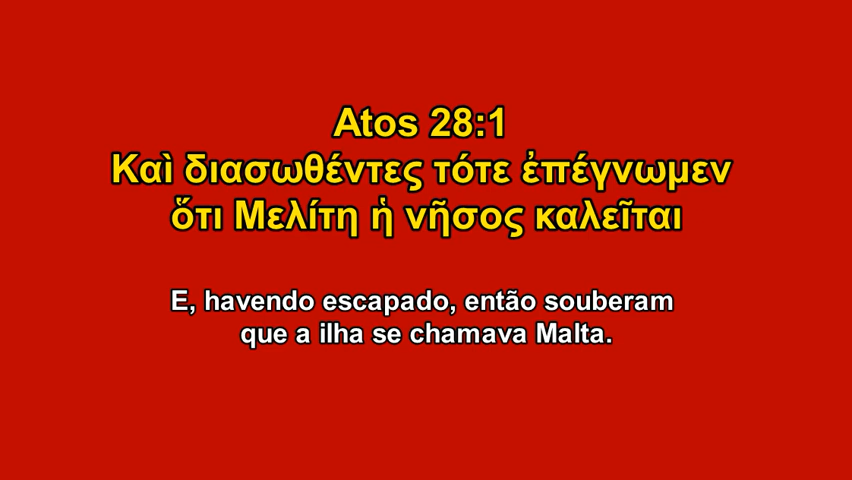 Atos 28:1
Καὶ διασωθέντες τότε ἐπέγνωμεν
ὅτι Μελίτη ἡ νῆσος καλεῖται
E, havendo escapado, então souberam
que a ilha se chamava Malta.